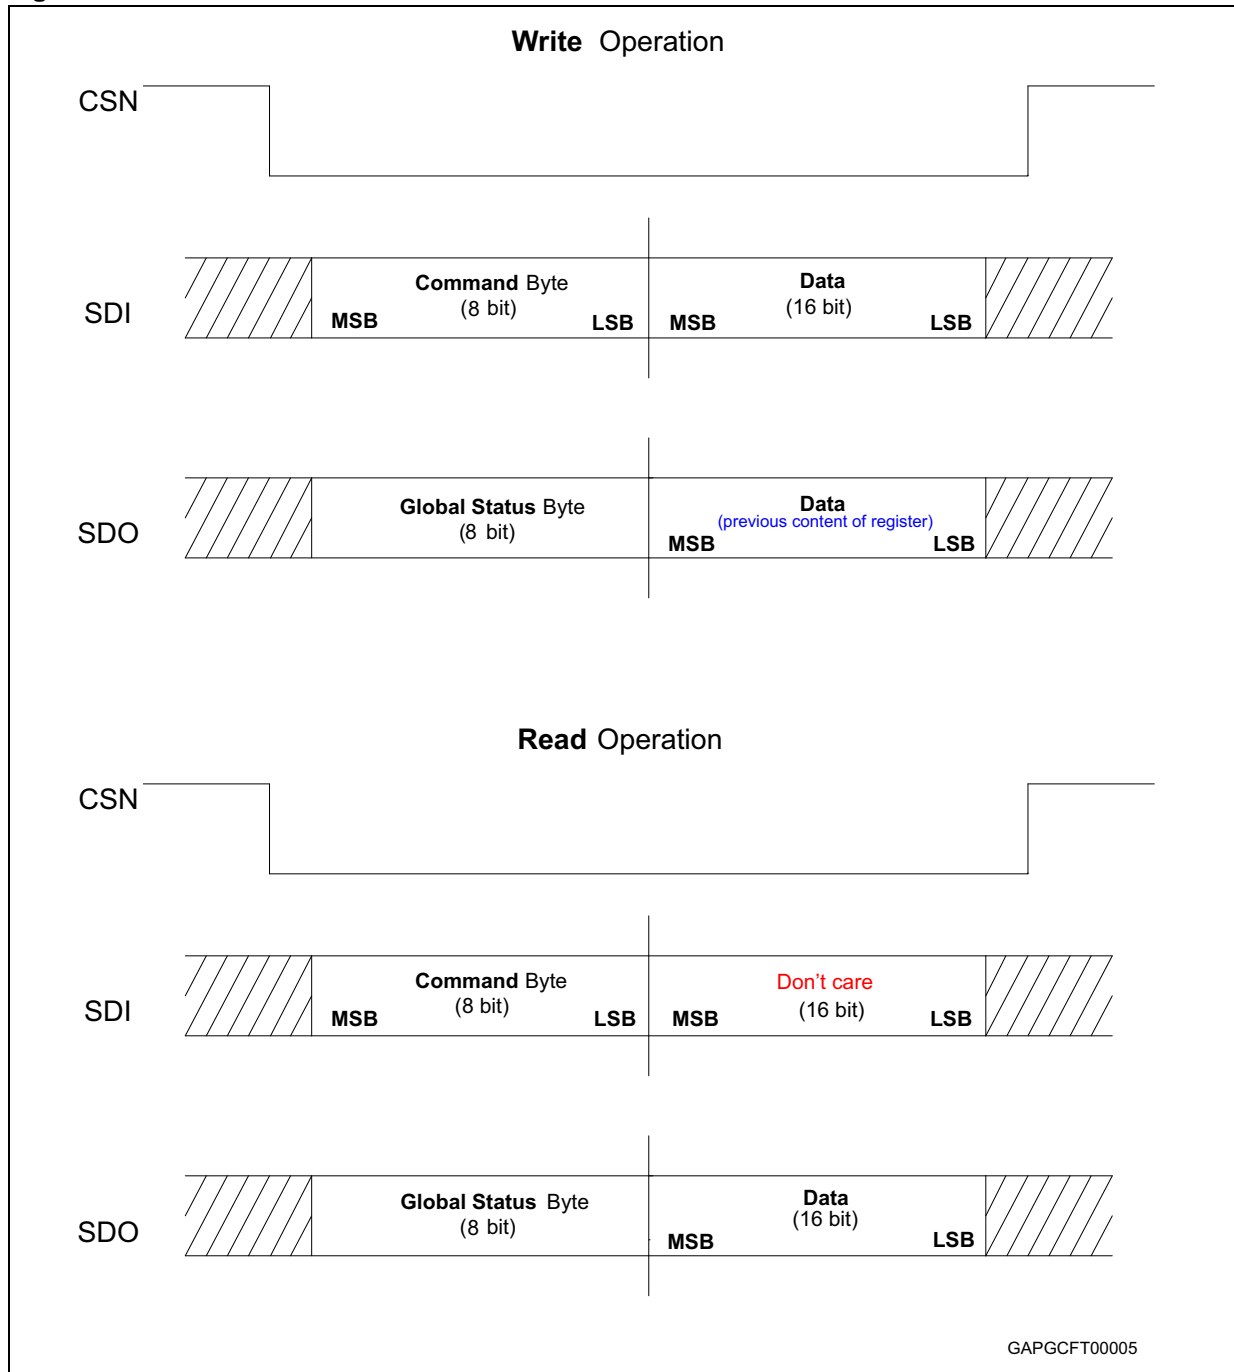 Write Operation
CSN
SDI
Command Byte
(8 bit)
MSB LSB
Data
(16 bit)
MSB LSB
SDO
Global Status Byte
(8 bit)
Data
(previous content of register)
MSB LSB
Read Operation
CSN
SDI
Command Byte
(8 bit)
MSB LSB
Don't care
(16 bit)
MSB LSB
SDO
Global Status Byte
(8 bit)
Data
(16 bit)
MSB LSB
GAPGCFT00005